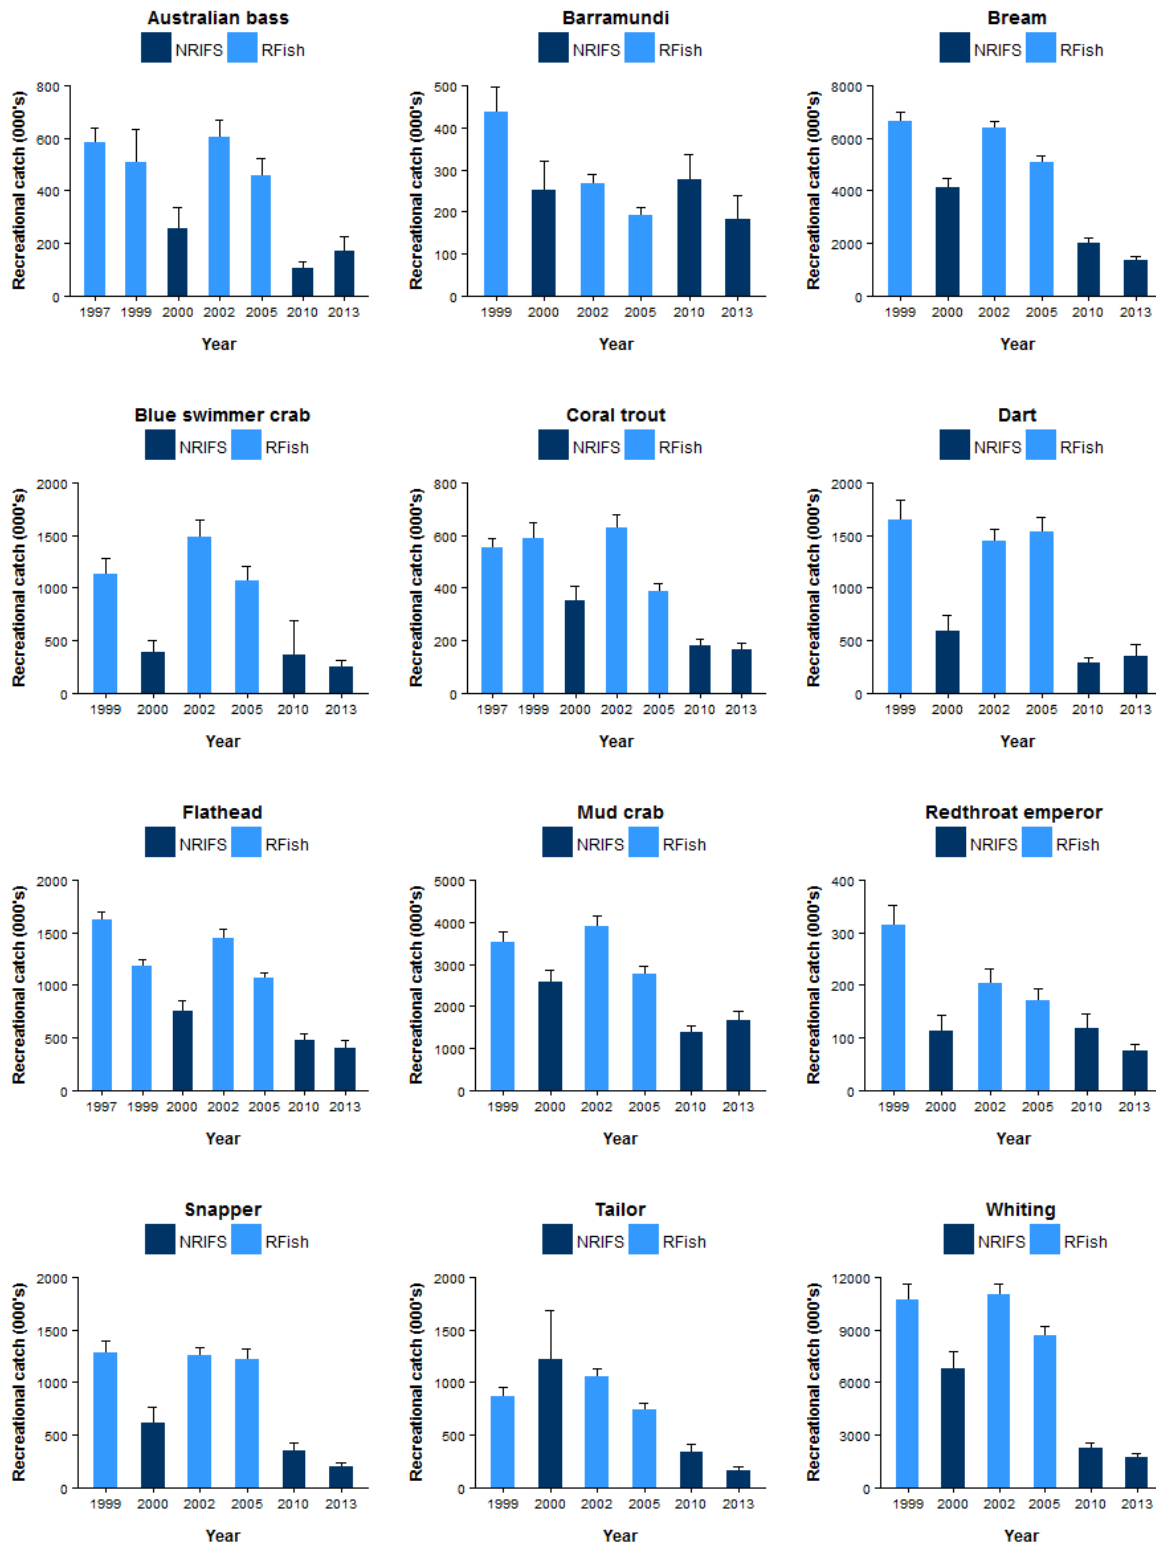 Australian bass
NRIFS RFish
Recreational catch (000's)
800
600
400
200
0
1997 1999 2000 2002 2005 2010 2013
Year
Barramundi
NRIFS RFish
Recreational catch (000's)
500
400
300
200
100
0
1999 2000 2002 2005 2010 2013
Year
Bream
NRIFS RFish
Recreational catch (000's)
8000
6000
4000
2000
0
1999 2000 2002 2005 2010 2013
Year
Blue swimmer crab
NRIFS RFish
Recreational catch (000's)
2000
1500
1000
500
0
1999 2000 2002 2005 2010 2013
Year
Coral trout
NRIFS RFish
Recreational catch (000's)
800
600
400
200
0
1997 1999 2000 2002 2005 2010 2013
Year
Dart
NRIFS RFish
Recreational catch (000's)
2000
1500
1000
500
0
1999 2000 2002 2005 2010 2013
Year
Flathead
NRIFS RFish
Recreational catch (000's)
2000
1500
1000
500
0
1997 1999 2000 2002 2005 2010 2013
Year
Mud crab
NRIFS RFish
Recreational catch (000's)
5000
4000
3000
2000
1000
0
1999 2000 2002 2005 2010 2013
Year
Redthroat emperor
NRIFS RFish
Recreational catch (000's)
400
300
200
100
0
1999 2000 2002 2005 2010 2013
Year
Snapper
NRIFS RFish
Recreational catch (000's)
2000
1500
1000
500
0
1999 2000 2002 2005 2010 2013
Year
Tailor
NRIFS RFish
Recreational catch (000's)
2000
1500
1000
500
0
1999 2000 2002 2005 2010 2013
Year
Whiting
NRIFS RFish
Recreational catch (000's)
12000
9000
6000
3000
0
1999 2000 2002 2005 2010 2013
Year